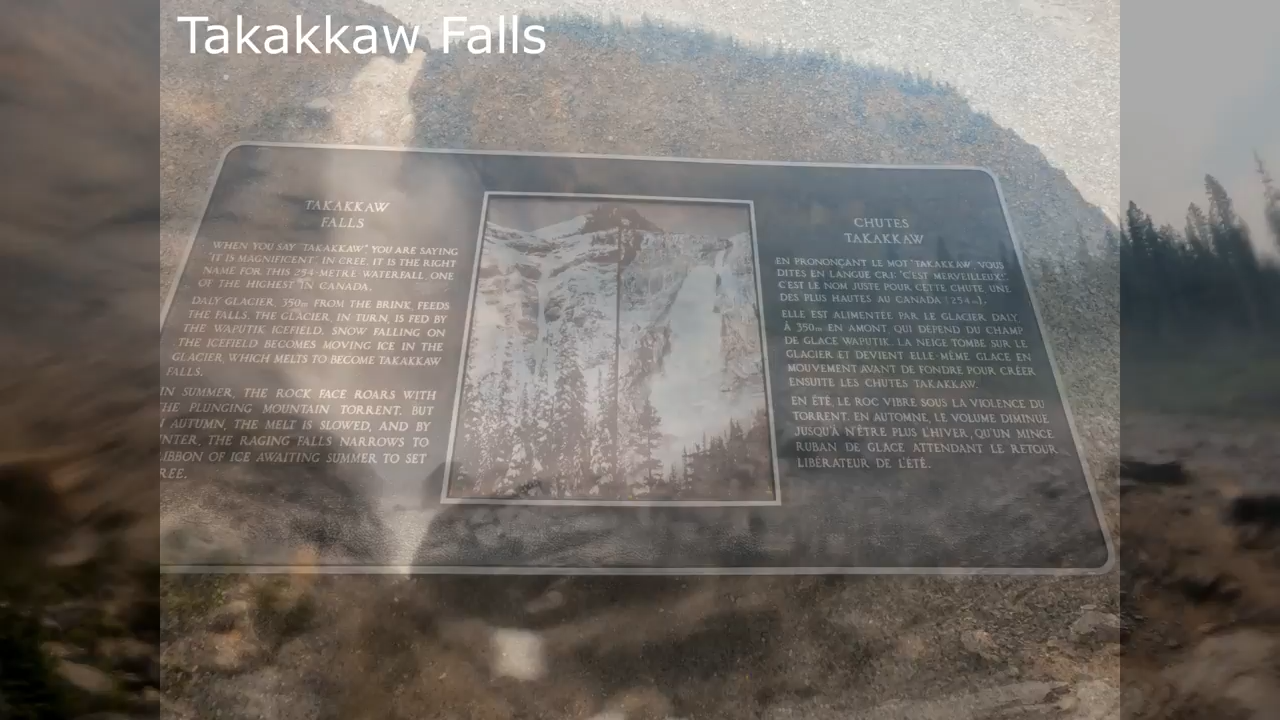 Takakkaw Falls
TAKAKKAW
FALLS
WHEN YOU SAY "TAKAKKAW" YOU ARE SAYING
"IT IS MAGNIFICENT" IN CREE. IT IS THE RIGHT
NAME FOR THIS 254-METRE WATERFALL, ONE
OF THE HIGHEST IN CANADA.
DALY GLACIER, 350m FROM THE BRINK, FEEDS
THE FALLS. THE GLACIER, IN TURN, IS FED BY
THE WAPUTIK ICEFIELD. SNOW FALLING ON
THE ICEFIELD BECOMES MOVING ICE IN THE
GLACIER, WHICH MELTS TO BECOME TAKAKKAW
FALLS.
IN SUMMER, THE ROCK FACE ROARS WITH
THE PLUNGING MOUNTAIN TORRENT. BUT
AUTUMN, THE MELT IS SLOWED, AND BY
NTER, THE RAGING FALLS NARROWS TO
IBBON OF ICE AWAITING SUMMER TO SET
REE.
CHUTES
TAKAKKAW
EN PRONONÇANT LE MOT "TAKAKKAW", VOUS
DITES EN LANGUE CRI: "C'EST MERVEILLEUX".
C'EST LE NOM JUSTE POUR CETTE CHUTE, UNE
DES PLUS HAUTES AU CANADA (254m).
ELLE EST ALIMENTÉE PAR LE GLACIER DALY,
À 350m EN AMONT, QUI DÉPEND DU CHAMP
DE GLACE WAPUTIK. LA NEIGE TOMBE SUR LE
GLACIER ET DEVIENT ELLE-MÊME GLACE EN
MOUVEMENT AVANT DE FONDRE POUR CRÉER
ENSUITE LES CHUTES TAKAKKAW.
EN ÉTÉ, LE ROC VIBRE SOUS LA VIOLENCE DU
TORRENT. EN AUTOMNE, LE VOLUME DIMINUE
JUSQU'À N'ÊTRE PLUS L'HIVER, QU'UN MINCE
RUBAN DE GLACE ATTENDANT LE RETOUR
LIBÉRATEUR DE L'ÉTÉ.